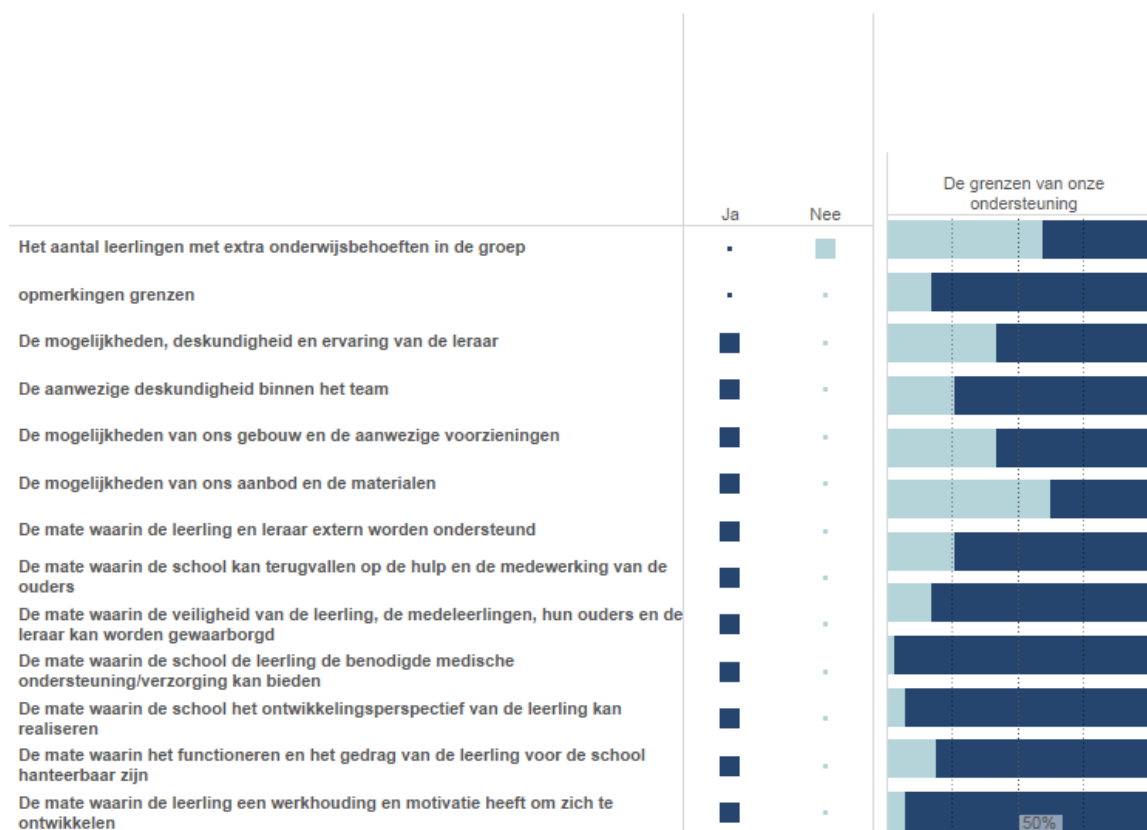 De grenzen van onze
ondersteuning
Ja
Nee
Het aantal leerlingen met extra onderwijsbehoeften in de groep
opmerkingen grenzen
De mogelijkheden, deskundigheid en ervaring van de leraar
De aanwezige deskundigheid binnen het team
De mogelijkheden van ons gebouw en de aanwezige voorzieningen
De mogelijkheden van ons aanbod en de materialen
De mate waarin de leerling en leraar extern worden ondersteund
De mate waarin de school kan terugvallen op de hulp en de medewerking van de
ouders
De mate waarin de veiligheid van de leerling, de medeleerlingen, hun ouders en de
leraar kan worden gewaarborgd
De mate waarin de school de leerling de benodigde medische
ondersteuning/verzorging kan bieden
De mate waarin de school het ontwikkelingsperspectief van de leerling kan
realiseren
De mate waarin het functioneren en het gedrag van de leerling voor de school
hanteerbaar zijn
De mate waarin de leerling een werkhouding en motivatie heeft om zich te
ontwikkelen
50%